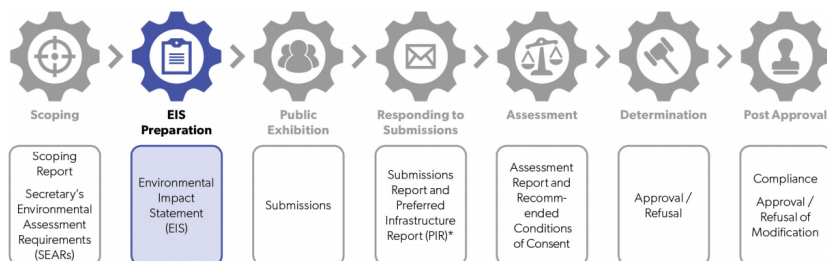 Scoping
EIS
Preparation
Public
Exhibition
Responding to
Submissions
Assessment
Determination
Post Approval
Scoping
Report
Secretary's
Environmental
Assessment
Requirements
(SEARs)
Environmental
Impact
Statement
(EIS)
Submissions
Submissions
Report and
Preferred
Infrastructure
Report (PIR)*
Assessment
Report and
Recomm-
ended
Conditions
of Consent
Approval /
Refusal
Compliance
Approval /
Refusal of
Modification